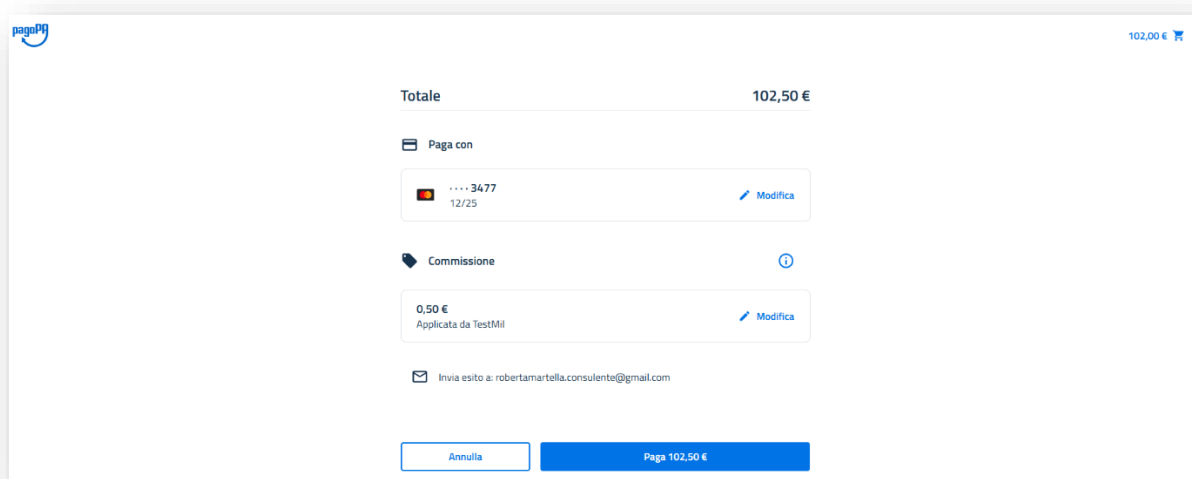 pagoPA
102,00 €
Totale 102,50 €
Paga con
···· 3477
12/25
Modifica
Commissione
0,50 €
Applicata da TestMil
Modifica
Invia esito a: robertamartella.consulente@gmail.com
Annulla Paga 102,50 €